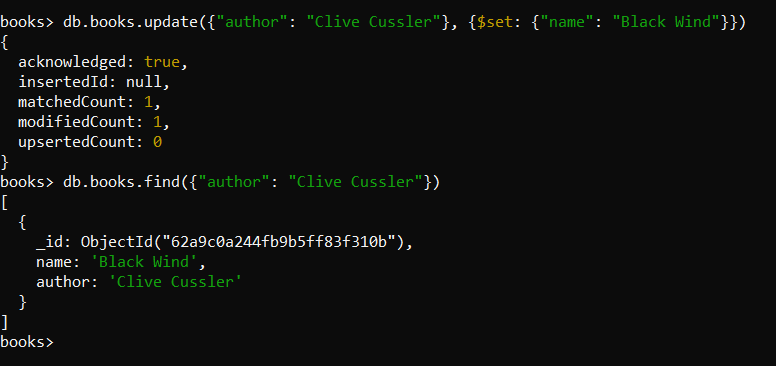 books> db.books.update({"author": "Clive Cussler"}, {$set: {"name": "Black Wind"}})
{
  acknowledged: true,
  insertedId: null,
  matchedCount: 1,
  modifiedCount: 1,
  upsertedCount: 0
}
books> db.books.find({"author": "Clive Cussler"})
[
  {
    _id: ObjectId("62a9c0a244fb9b5ff83f310b"),
    name: 'Black Wind',
    author: 'Clive Cussler'
  }
]
books>